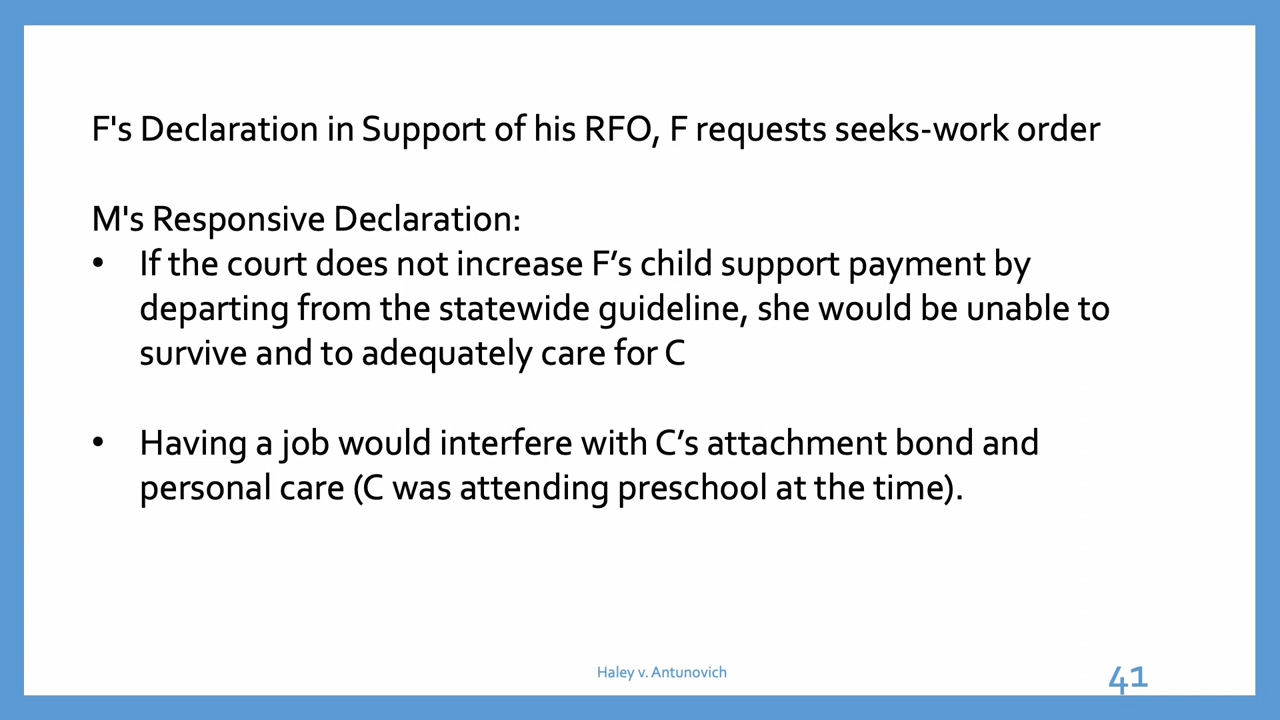 F's Declaration in Support of his RFO, F requests seeks-work order
M's Responsive Declaration:
• If the court does not increase F’s child support payment by
departing from the statewide guideline, she would be unable to
survive and to adequately care for C
• Having a job would interfere with C’s attachment bond and
personal care (C was attending preschool at the time).
Haley v. Antunovich
41